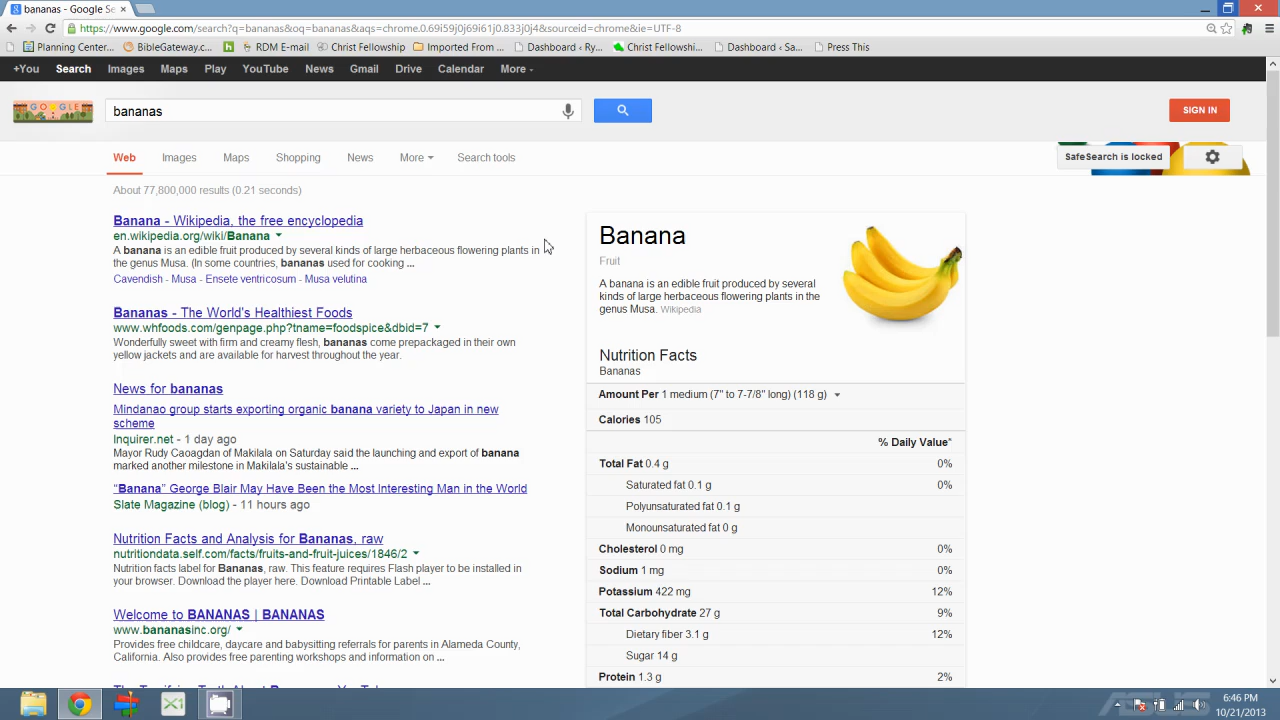 bananas - Google Se
https://www.google.com/search?q=bananas&oq=bananas&aqs=chrome.0.69i59j0j69i61j0.833j0j4&sourceid=chrome&ie=UTF-8
Planning Center... BibleGateway.com... h RDM E-mail Christ Fellowship Imported From ... Dashboard ‹ Ry... Christ Fellowshi... Dashboard ‹ Sa... Press This
+You Search Images Maps Play YouTube News Gmail Drive Calendar More
GOOGLE bananas SIGN IN
Web Images Maps Shopping News More Search tools SafeSearch is locked
About 77,800,000 results (0.21 seconds)
Banana - Wikipedia, the free encyclopedia
en.wikipedia.org/wiki/Banana
A banana is an edible fruit produced by several kinds of large herbaceous flowering plants in
the genus Musa. (In some countries, bananas used for cooking ...
Cavendish - Musa - Ensete ventricosum - Musa velutina
Bananas - The World's Healthiest Foods
www.whfoods.com/genpage.php?tname=foodspice&dbid=7
Wonderfully sweet with firm and creamy flesh, bananas come prepackaged in their own
yellow jackets and are available for harvest throughout the year.
News for bananas
Mindanao group starts exporting organic banana variety to Japan in new
scheme
Inquirer.net - 1 day ago
Mayor Rudy Caoagdan of Makilala on Saturday said the launching and export of banana
marked another milestone in Makilala's sustainable ...
"Banana" George Blair May Have Been the Most Interesting Man in the World
Slate Magazine (blog) - 11 hours ago
Nutrition Facts and Analysis for Bananas, raw
nutritiondata.self.com/facts/fruits-and-fruit-juices/1846/2
Nutrition facts label for Bananas, raw. This feature requires Flash player to be installed in
your browser. Download the player here. Download Printable Label ...
Welcome to BANANAS | BANANAS
www.bananasinc.org/
Provides free childcare, daycare and babysitting referrals for parents in Alameda County,
California. Also provides free parenting workshops and information on ...
Banana
Fruit
A banana is an edible fruit produced by several
kinds of large herbaceous flowering plants in the
genus Musa. Wikipedia
Nutrition Facts
Bananas
Amount Per 1 medium (7" to 7-7/8" long) (118 g)
Calories 105
% Daily Value*
Total Fat 0.4 g 0%
Saturated fat 0.1 g 0%
Polyunsaturated fat 0.1 g
Monounsaturated fat 0 g
Cholesterol 0 mg 0%
Sodium 1 mg 0%
Potassium 422 mg 12%
Total Carbohydrate 27 g 9%
Dietary fiber 3.1 g 12%
Sugar 14 g
Protein 1.3 g 2%
ASUS
6:46 PM
10/21/2013